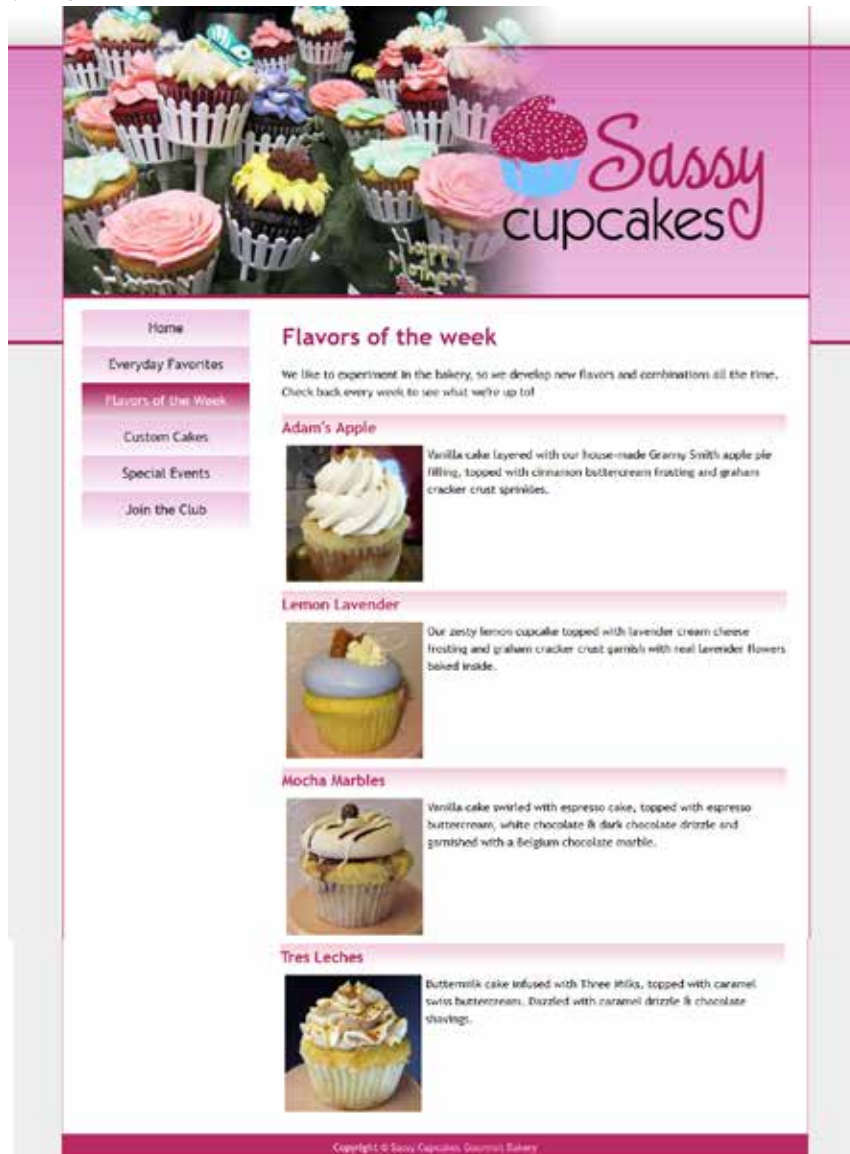 Happy
Mother's
Sassy
cupcakes
Home
Everyday Favorites
Flavors of the Week
Custom Cakes
Special Events
Join the Club
Flavors of the week
We like to experiment in the bakery, so we develop new flavors and combinations all the time.
Check back every week to see what we're up to!
Adam's Apple
Vanilla cake layered with our house-made Granny Smith apple pie
filling, topped with cinnamon buttercream frosting and graham
cracker crust sprinkles.
Lemon Lavender
Our zesty lemon cupcake topped with lavender cream cheese
frosting and graham cracker crust garnish with real lavender flowers
baked inside.
Mocha Marbles
Vanilla cake swirled with espresso cake, topped with espresso
buttercream, white chocolate & dark chocolate drizzle and
garnished with a Belgium chocolate marble.
Tres Leches
Buttermilk cake infused with Three Milks, topped with caramel
swiss buttercream. Dazzled with caramel drizzle & chocolate
shavings.
Copyright © Sassy Cupcakes Gourmet Bakery